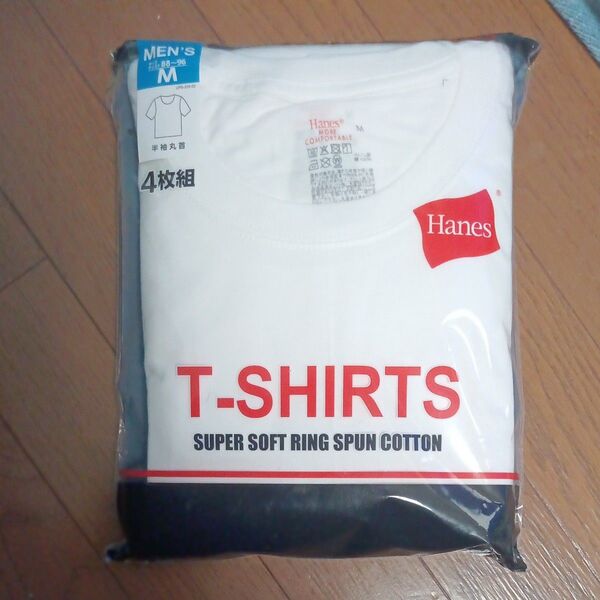 MEN'S
88~96
M
半袖丸首
4枚組
Hanes®
MORE
COMFORTABLE
M
Hanes
®
T-SHIRTS
SUPER SOFT RING SPUN COTTON